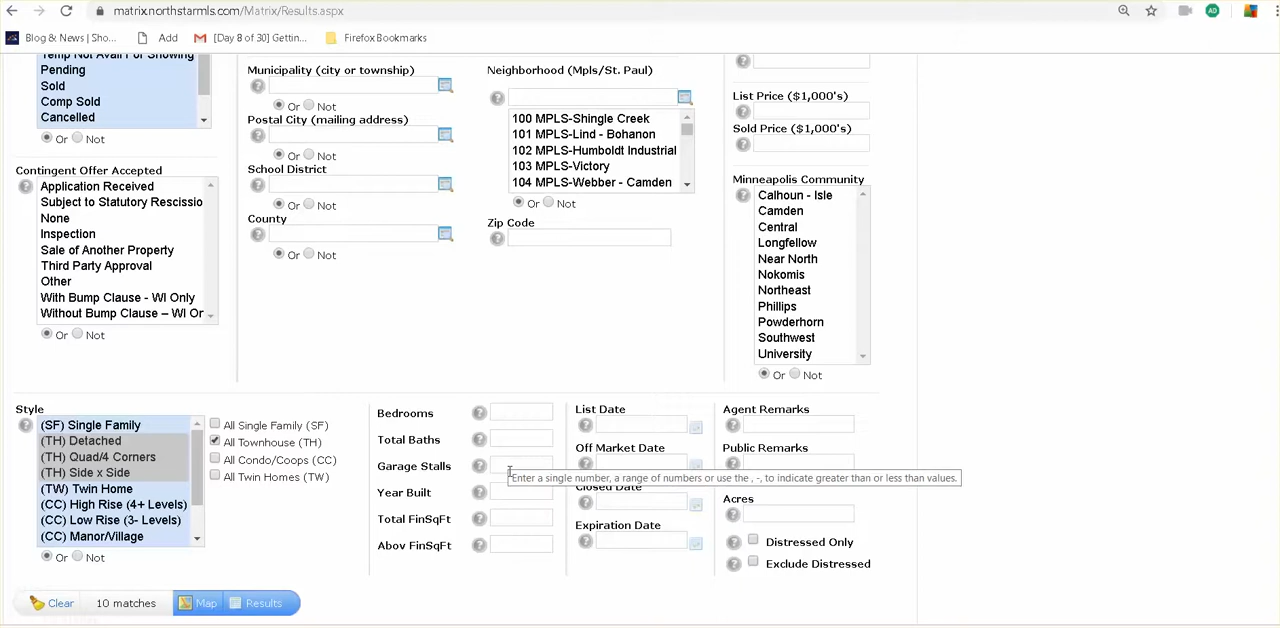 matrix.northstarmls.com/Matrix/Results.aspx
AD
Blog & News | Sho...
Add
[Day 8 of 30] Gettin...
Firefox Bookmarks
Temp Not Avail For Showing
Pending
Sold
Comp Sold
Cancelled
Or Not
Contingent Offer Accepted
Application Received
Subject to Statutory Rescissio
None
Inspection
Sale of Another Property
Third Party Approval
Other
With Bump Clause - WI Only
Without Bump Clause – WI Or
Or Not
Municipality (city or township)
Or Not
Postal City (mailing address)
Or Not
School District
Or Not
County
Or Not
Neighborhood (Mpls/St. Paul)
100 MPLS-Shingle Creek
101 MPLS-Lind - Bohanon
102 MPLS-Humboldt Industrial
103 MPLS-Victory
104 MPLS-Webber - Camden
Or Not
Zip Code
List Price ($1,000's)
Sold Price ($1,000's)
Minneapolis Community
Calhoun - Isle
Camden
Central
Longfellow
Near North
Nokomis
Northeast
Phillips
Powderhorn
Southwest
University
Or Not
Style
(SF) Single Family
(TH) Detached
(TH) Quad/4 Corners
(TH) Side x Side
(TW) Twin Home
(CC) High Rise (4+ Levels)
(CC) Low Rise (3- Levels)
(CC) Manor/Village
Or Not
All Single Family (SF)
All Townhouse (TH)
All Condo/Coops (CC)
All Twin Homes (TW)
Bedrooms
Total Baths
Garage Stalls
Year Built
Total FinSqFt
Abov FinSqFt
List Date
Off Market Date
Enter a single number, a range of numbers or use the , -, to indicate greater than or less than values.
Closed Date
Expiration Date
Agent Remarks
Public Remarks
Acres
Distressed Only
Exclude Distressed
Clear
10 matches
Map
Results